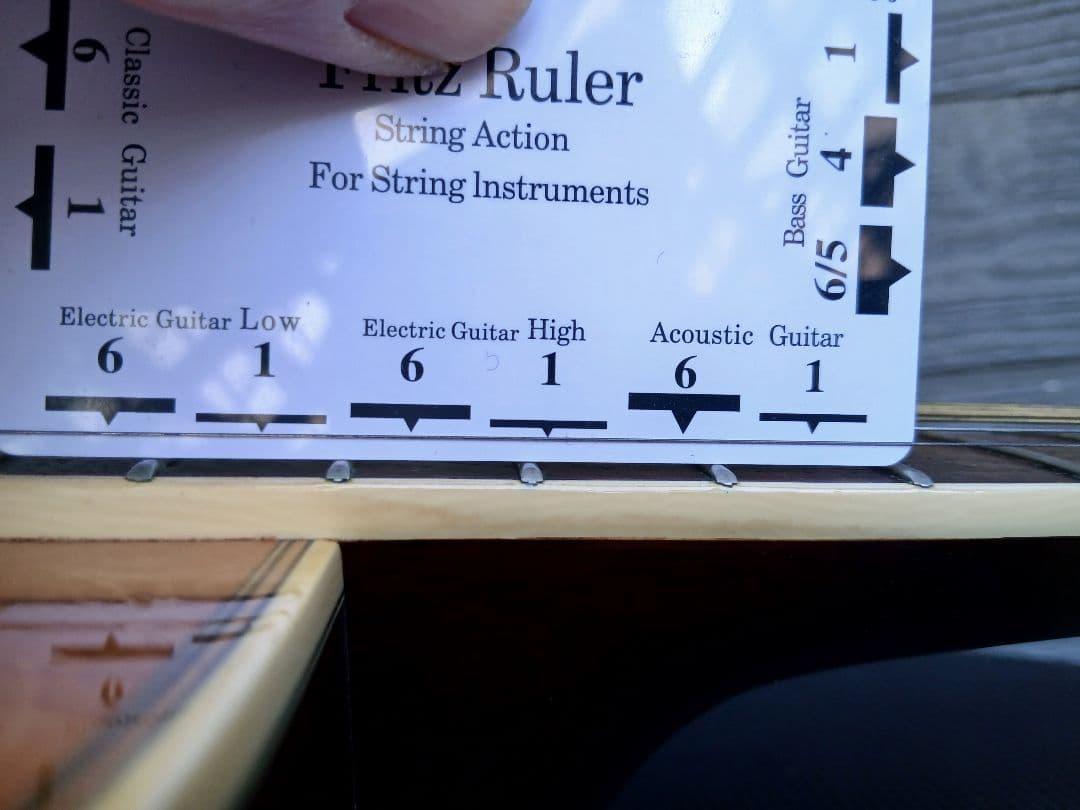 Ruler
String Action
For String Instruments
Classic Guitar
6
1
Bass Guitar
1
4
6/5
Electric Guitar Low
6 1
Electric Guitar High
6 1
Acoustic Guitar
6 1